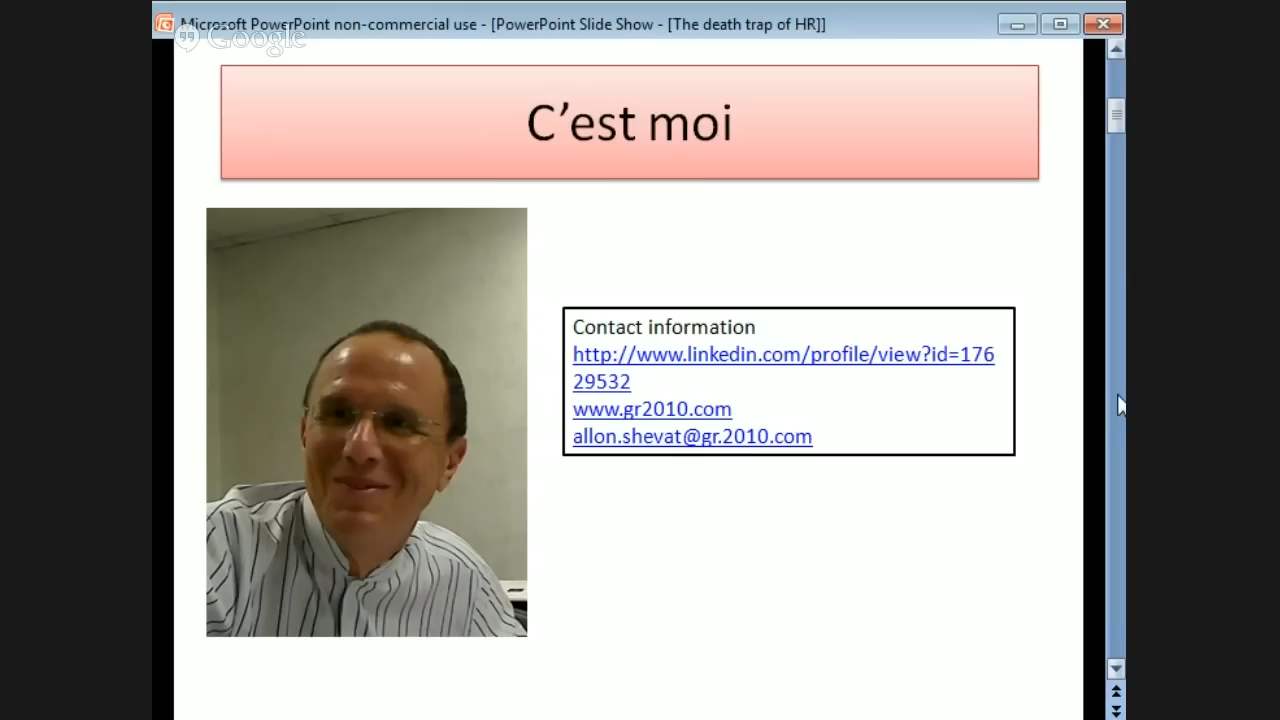 Microsoft PowerPoint non-commercial use - [PowerPoint Slide Show - [The death trap of HR]]
Google
C’est moi
Contact information
http://www.linkedin.com/profile/view?id=176
29532
www.gr2010.com
allon.shevat@gr.2010.com